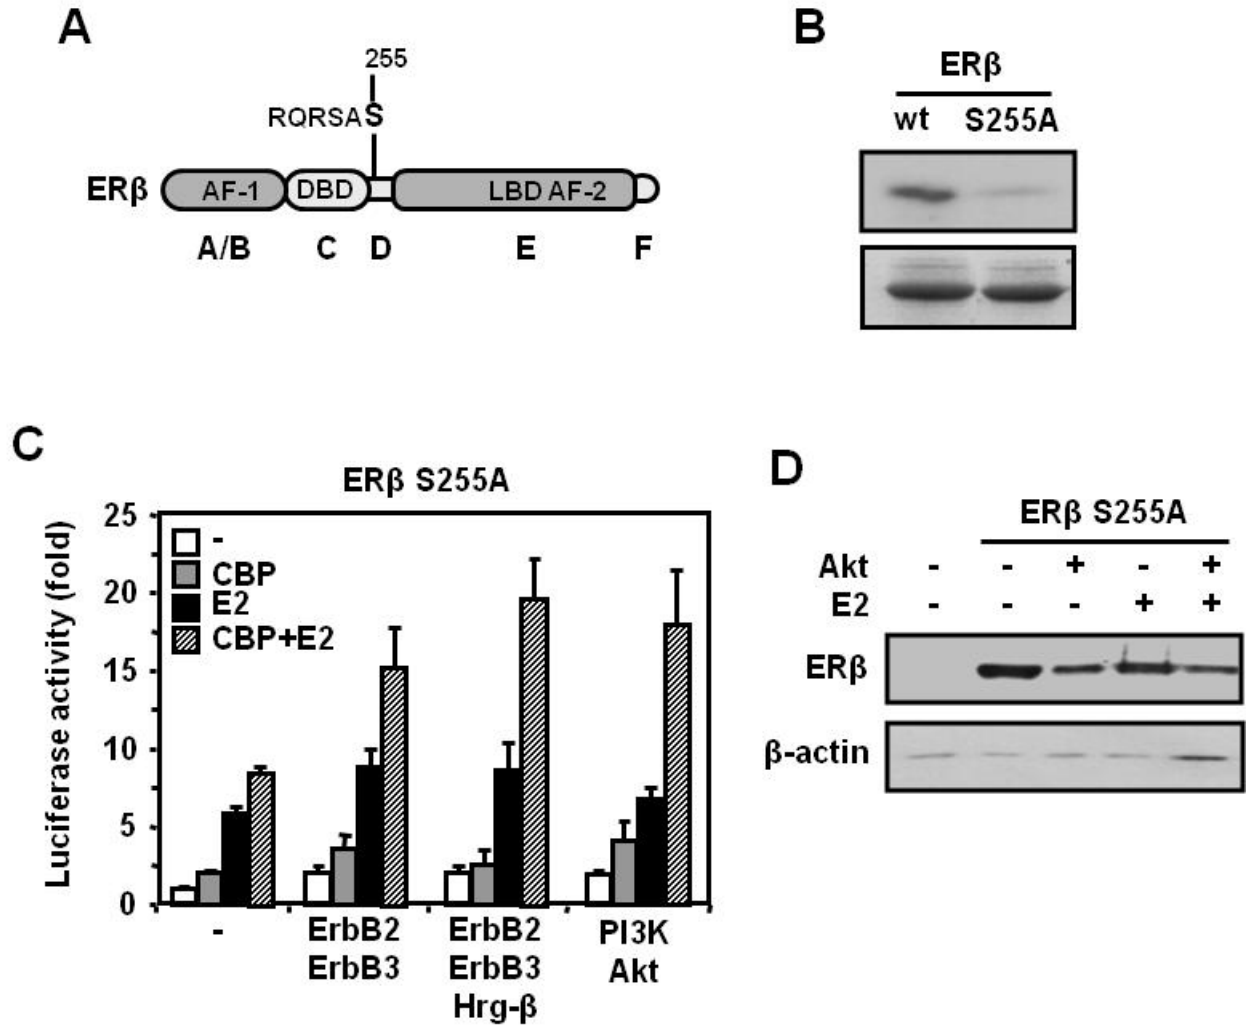 A
255
RQRSAS
ERβ
AF-1
DBD
LBD AF-2
A/B
C
D
E
F
B
ERβ
wt S255A
C
ERβ S255A
Luciferase activity (fold)
25
20
15
10
5
0
-
CBP
E2
CBP+E2
-
ErbB2
ErbB3
ErbB2
ErbB3
Hrg-β
PI3K
Akt
D
ERβ S255A
Akt - - + - +
E2 - - - + +
ERβ
β-actin